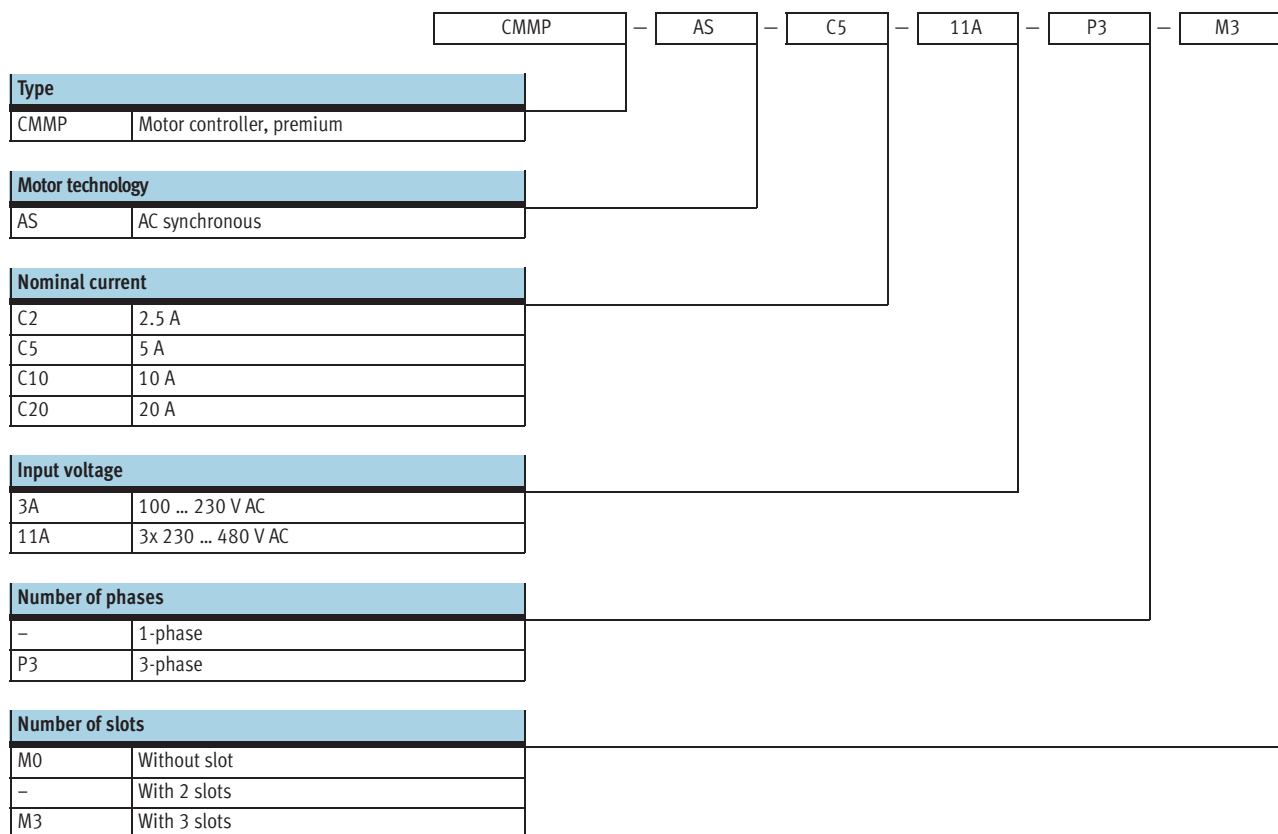 CMMP – AS – C5 – 11A – P3 – M3
Type
CMMP Motor controller, premium
Motor technology
AS AC synchronous
Nominal current
C2 2.5 A
C5 5 A
C10 10 A
C20 20 A
Input voltage
3A 100 … 230 V AC
11A 3x 230 … 480 V AC
Number of phases
– 1-phase
P3 3-phase
Number of slots
M0 Without slot
– With 2 slots
M3 With 3 slots